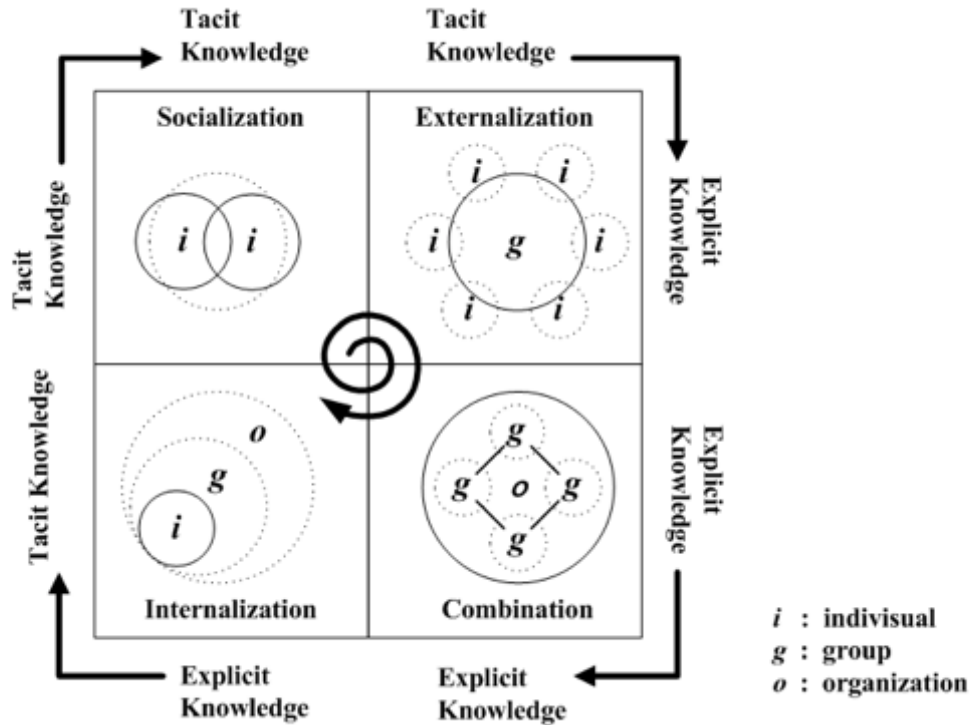 Tacit
Knowledge
Tacit
Knowledge
Socialization
Externalization
i
i
i i
i g i
i i
Tacit
Knowledge
Explicit
Knowledge
Tacit Knowledge
o
g
i
g
g o g
g
Explicit
Knowledge
Internalization
Combination
Explicit
Knowledge
Explicit
Knowledge
i : indivisual
g : group
o : organization